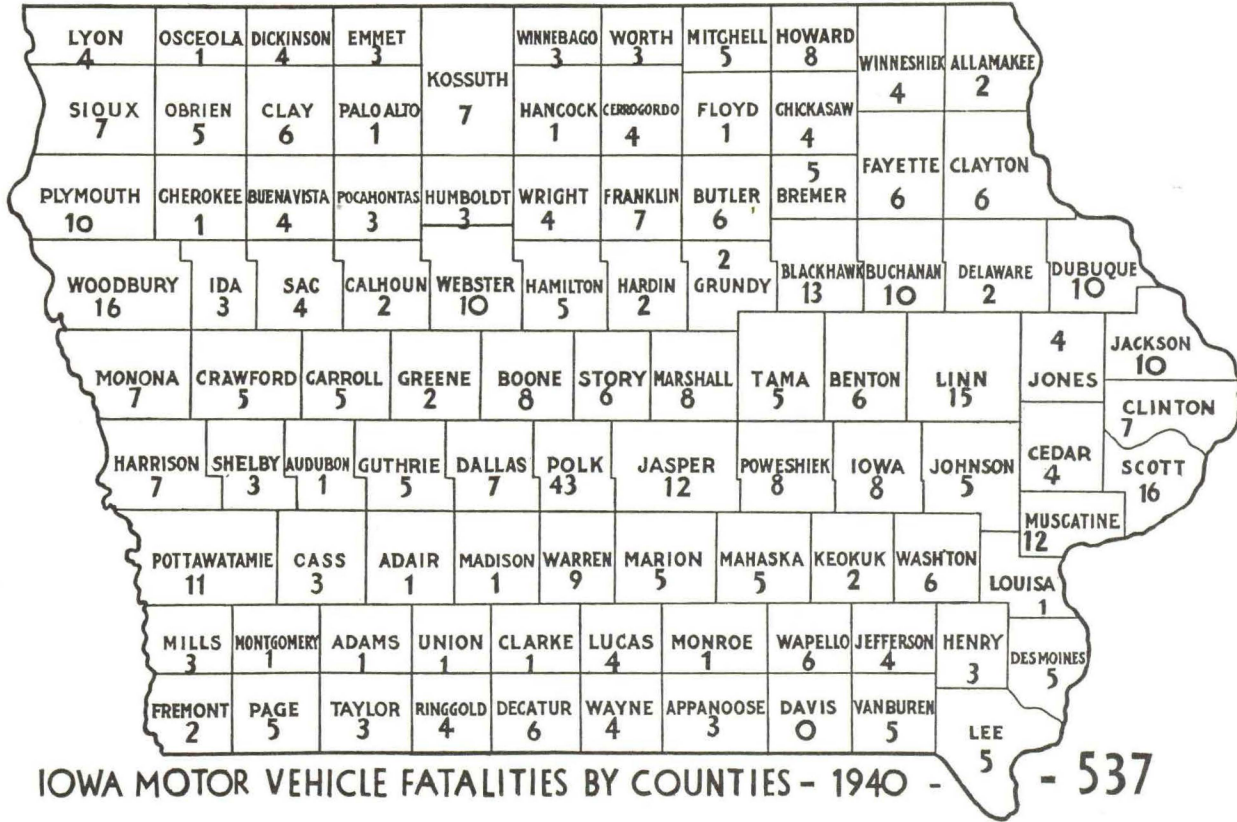 LYON OSCEOLA DICKINSON EMMET WINNEBAGO WORTH MITCHELL HOWARD
4 1 4 3 3 3 5 8
KOSSUTH WINNESHIEK ALLAMAKEE
7 4 2
SIOUX OBRIEN CLAY PALO ALTO HANCOCK CERROGORDO FLOYD CHICKASAW
7 5 6 1 1 4 1 4
FAYETTE CLAYTON
6 6
5
PLYMOUTH CHEROKEE BUENAVISTA POCAHONTAS HUMBOLDT WRIGHT FRANKLIN BUTLER BREMER
10 1 4 3 3 4 7 6
2
WOODBURY IDA SAC CALHOUN WEBSTER HAMILTON HARDIN GRUNDY BLACKHAWK BUCHANAN DELAWARE DUBUQUE
16 3 4 2 10 5 2 13 10 2 10
4 JACKSON
10
MONONA CRAWFORD CARROLL GREENE BOONE STORY MARSHALL TAMA BENTON LINN JONES
7 5 5 2 8 6 8 5 6 15
CLINTON
7
HARRISON SHELBY AUDUBON GUTHRIE DALLAS POLK JASPER POWESHIEK IOWA JOHNSON CEDAR SCOTT
7 3 1 5 7 43 12 8 8 5 4 16
MUSCATINE
12
POTTAWATAMIE CASS ADAIR MADISON WARREN MARION MAHASKA KEOKUK WASH'TON
11 3 1 1 9 5 5 2 6
LOUISA
1
MILLS MONTGOMERY ADAMS UNION CLARKE LUCAS MONROE WAPELLO JEFFERSON HENRY DESMOINES
3 1 1 1 1 4 1 6 4 3 5
FREMONT PAGE TAYLOR RINGGOLD DECATUR WAYNE APPANOOSE DAVIS VANBUREN LEE
2 5 3 4 6 4 3 0 5 5
IOWA MOTOR VEHICLE FATALITIES BY COUNTIES - 1940 - - 537